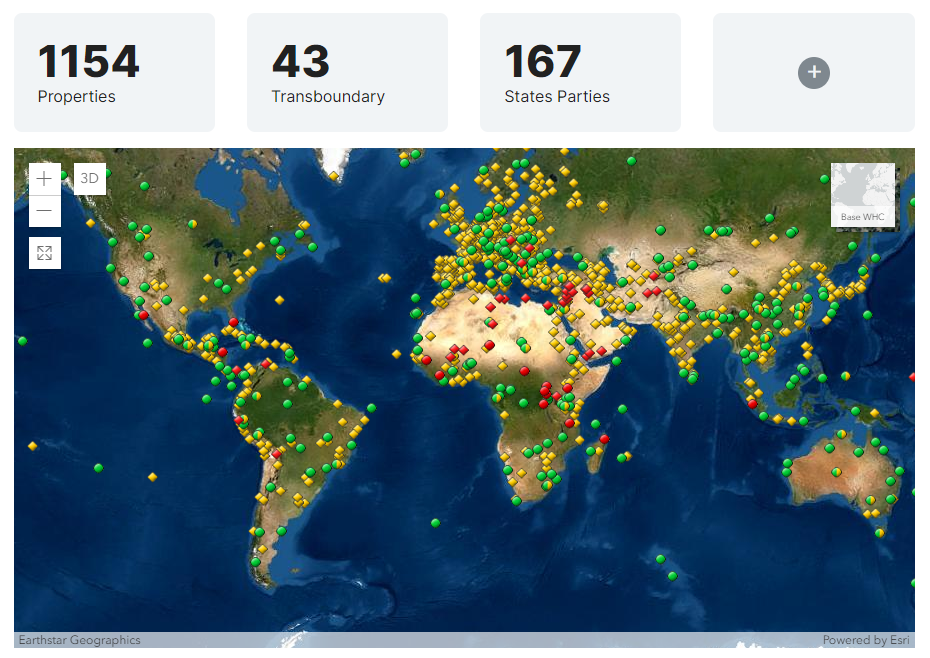 1154
Properties
43
Transboundary
167
States Parties
+
+
3D
−
Base WHC
Earthstar Geographics
Powered by Esri